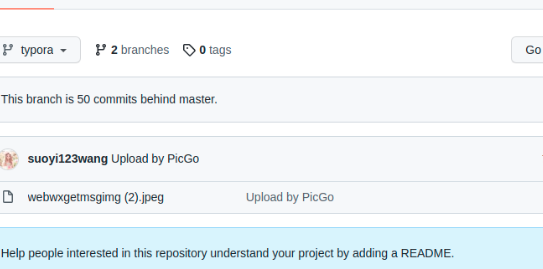 typora 2 branches 0 tags Go
This branch is 50 commits behind master.
suoyi123wang Upload by PicGo
webwxgetmsgimg (2).jpeg Upload by PicGo
Help people interested in this repository understand your project by adding a README.